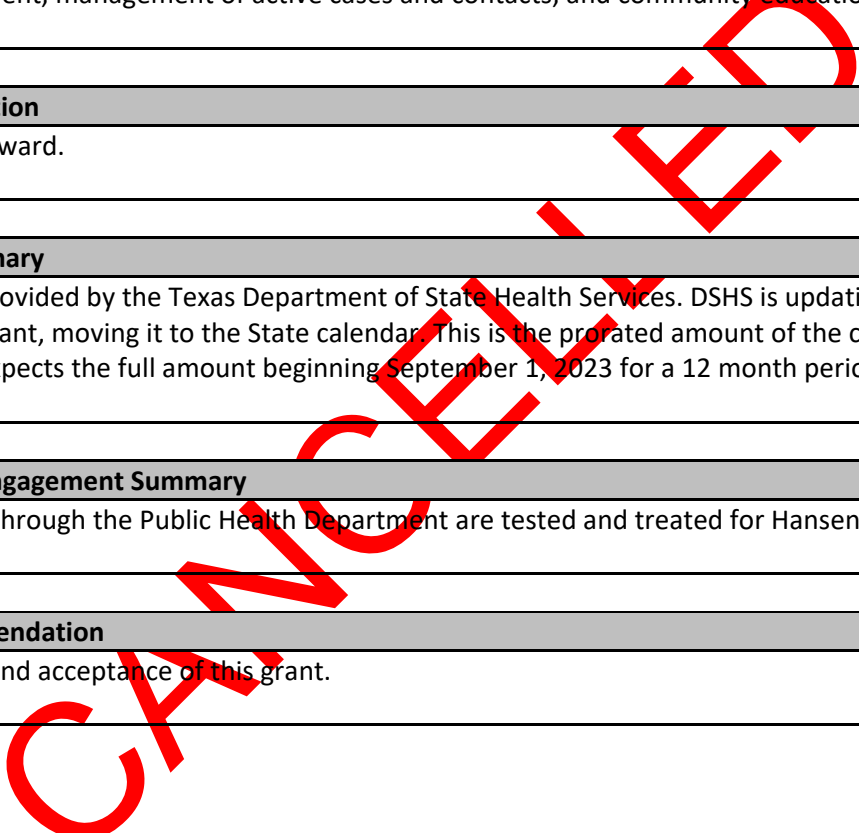 ent, management of active cases and contacts, and community educatio
ion
ward.
nary
ovided by the Texas Department of State Health Services. DSHS is updati
ant, moving it to the State calendar. This is the prorated amount of the c
pects the full amount beginning September 1, 2023 for a 12 month perio
gagement Summary
hrough the Public Health Department are tested and treated for Hansen
endation
nd acceptance of this grant.
CANCELLED